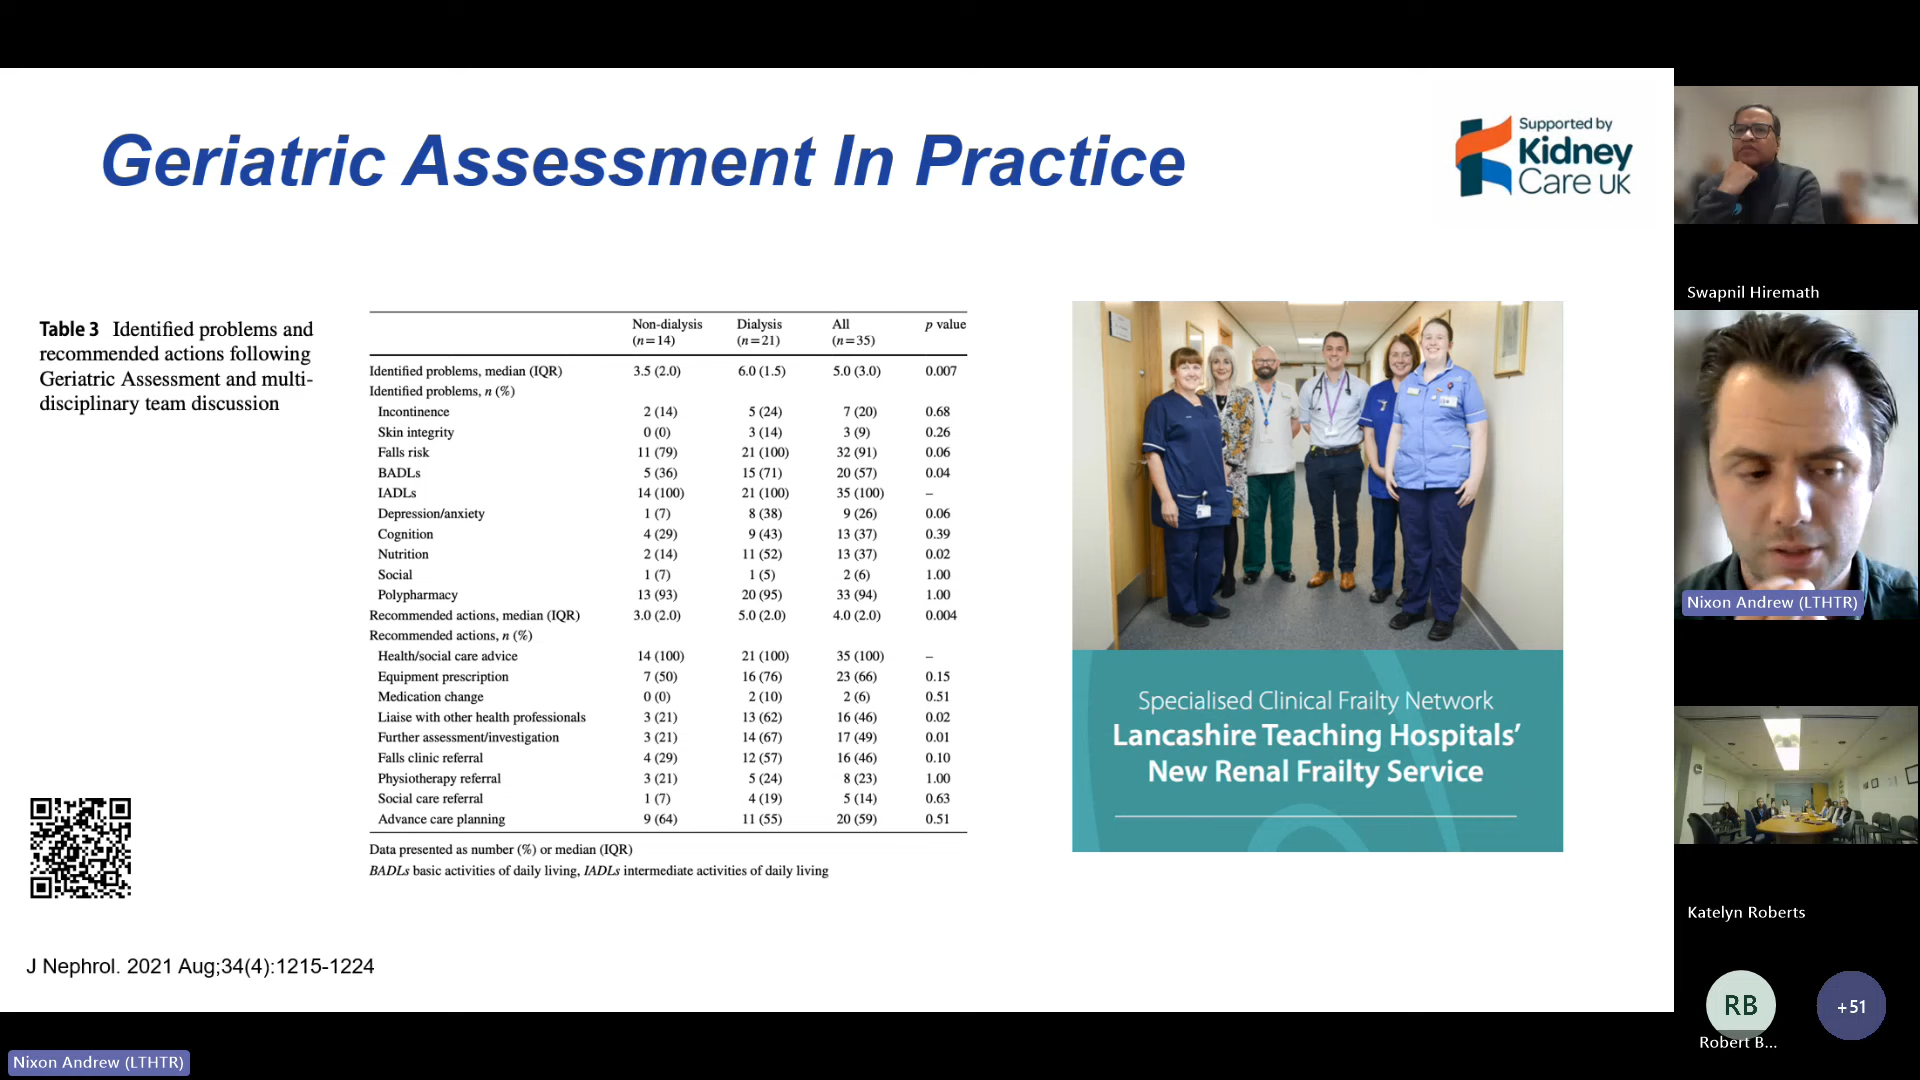 Geriatric Assessment In Practice
Supported by
Kidney
Care UK
Table 3 Identified problems and
recommended actions following
Geriatric Assessment and multi-
disciplinary team discussion
Non-dialysis (n=14) Dialysis (n=21) All (n=35) p value
Identified problems, median (IQR) 3.5 (2.0) 6.0 (1.5) 5.0 (3.0) 0.007
Identified problems, n (%)
Incontinence 2 (14) 5 (24) 7 (20) 0.68
Skin integrity 0 (0) 3 (14) 3 (9) 0.26
Falls risk 11 (79) 21 (100) 32 (91) 0.06
BADLs 5 (36) 15 (71) 20 (57) 0.04
IADLs 14 (100) 21 (100) 35 (100) –
Depression/anxiety 1 (7) 8 (38) 9 (26) 0.06
Cognition 4 (29) 9 (43) 13 (37) 0.39
Nutrition 2 (14) 11 (52) 13 (37) 0.02
Social 1 (7) 1 (5) 2 (6) 1.00
Polypharmacy 13 (93) 20 (95) 33 (94) 1.00
Recommended actions, median (IQR) 3.0 (2.0) 5.0 (2.0) 4.0 (2.0) 0.004
Recommended actions, n (%)
Health/social care advice 14 (100) 21 (100) 35 (100) –
Equipment prescription 7 (50) 16 (76) 23 (66) 0.15
Medication change 0 (0) 2 (10) 2 (6) 0.51
Liaise with other health professionals 3 (21) 13 (62) 16 (46) 0.02
Further assessment/investigation 3 (21) 14 (67) 17 (49) 0.01
Falls clinic referral 4 (29) 12 (57) 16 (46) 0.10
Physiotherapy referral 3 (21) 5 (24) 8 (23) 1.00
Social care referral 1 (7) 4 (19) 5 (14) 0.63
Advance care planning 9 (64) 11 (55) 20 (59) 0.51
Data presented as number (%) or median (IQR)
BADLs basic activities of daily living, IADLs intermediate activities of daily living
Specialised Clinical Frailty Network
Lancashire Teaching Hospitals'
New Renal Frailty Service
J Nephrol. 2021 Aug;34(4):1215-1224
Swapnil Hiremath
Nixon Andrew (LTHTR)
Katelyn Roberts
RB
+51
Robert B...
Nixon Andrew (LTHTR)